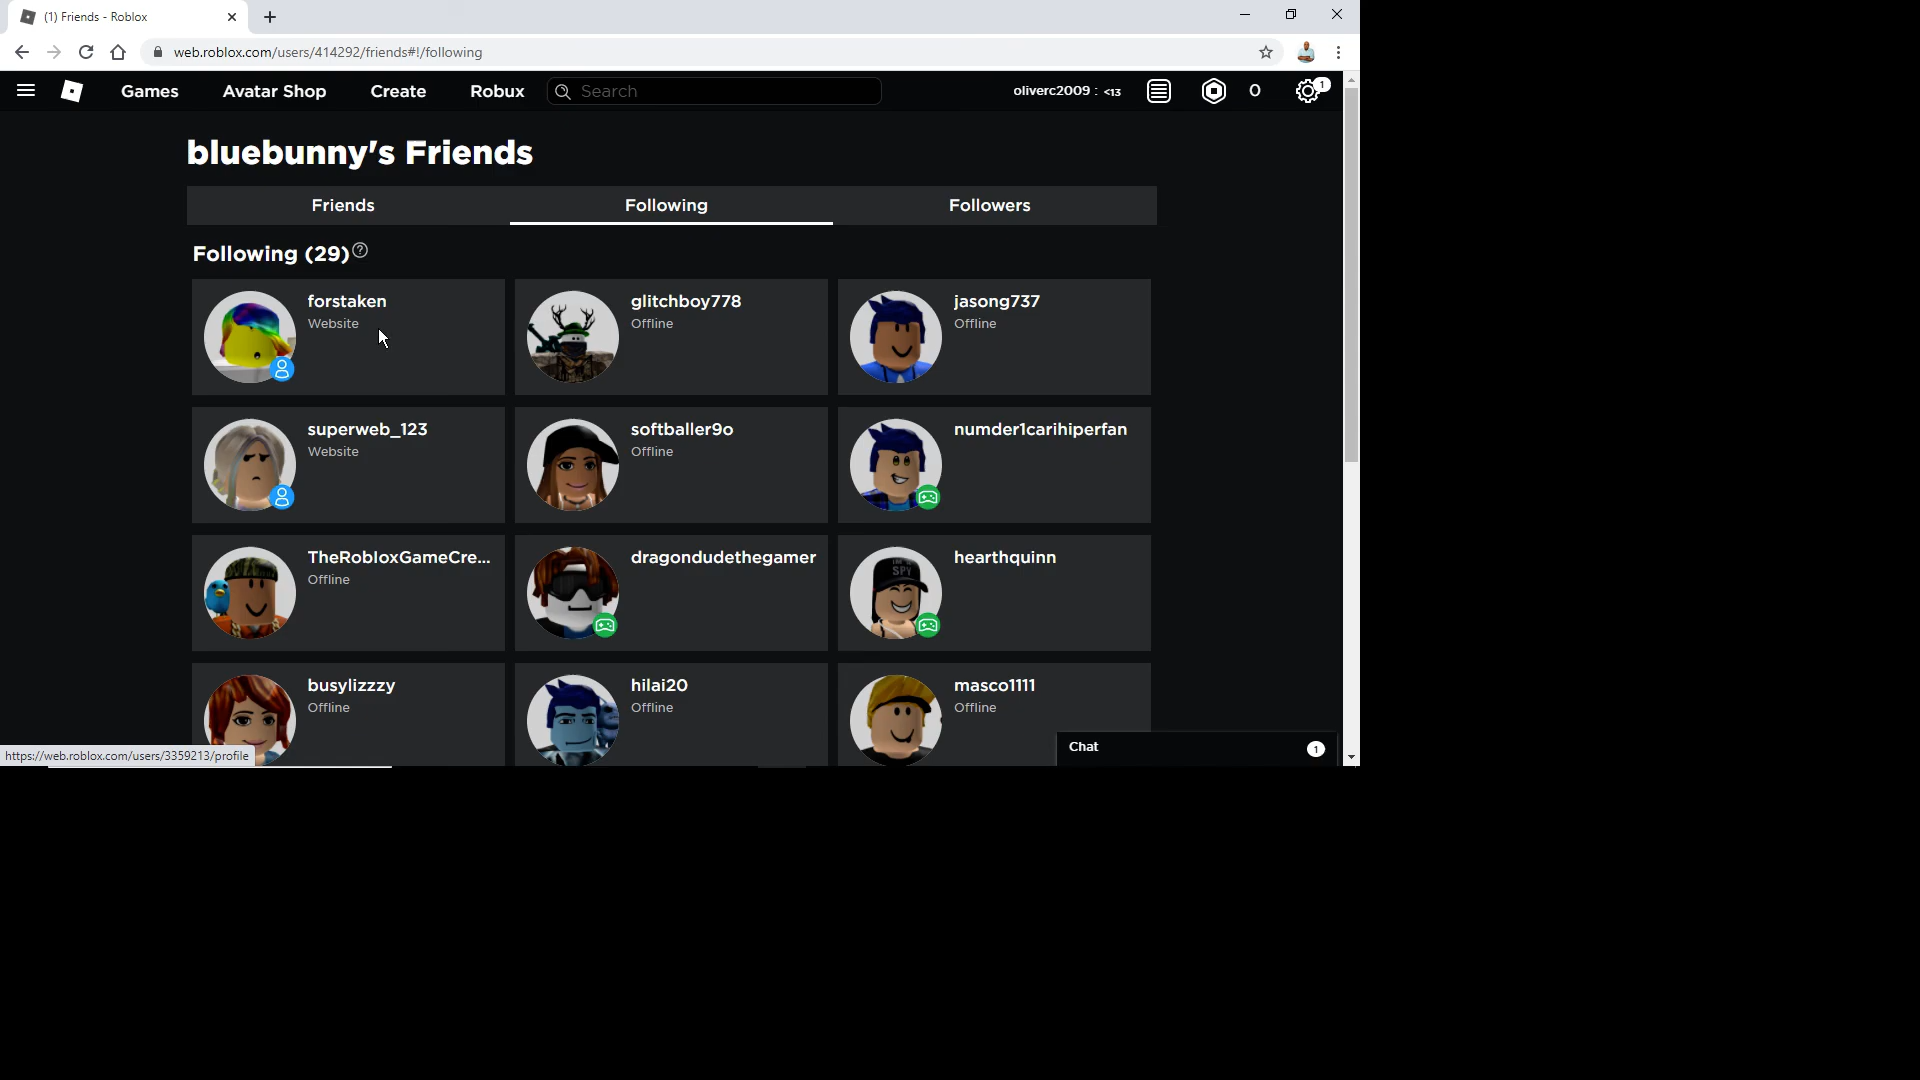 (1) Friends - Roblox
web.roblox.com/users/414292/friends#!/following
Games Avatar Shop Create Robux Search oliverc2009 : <13 0 1
bluebunny's Friends
Friends Following Followers
Following (29)
forstaken glitchboy778 jasong737
Website Offline Offline
superweb_123 softballer9o numder1carihiperfan
Website Offline
TheRobloxGameCre... dragondudethegamer hearthquinn
Offline
SPY
busylizzzy hilai20 masco1111
Offline Offline Offline
Chat 1
https://web.roblox.com/users/3359213/profile